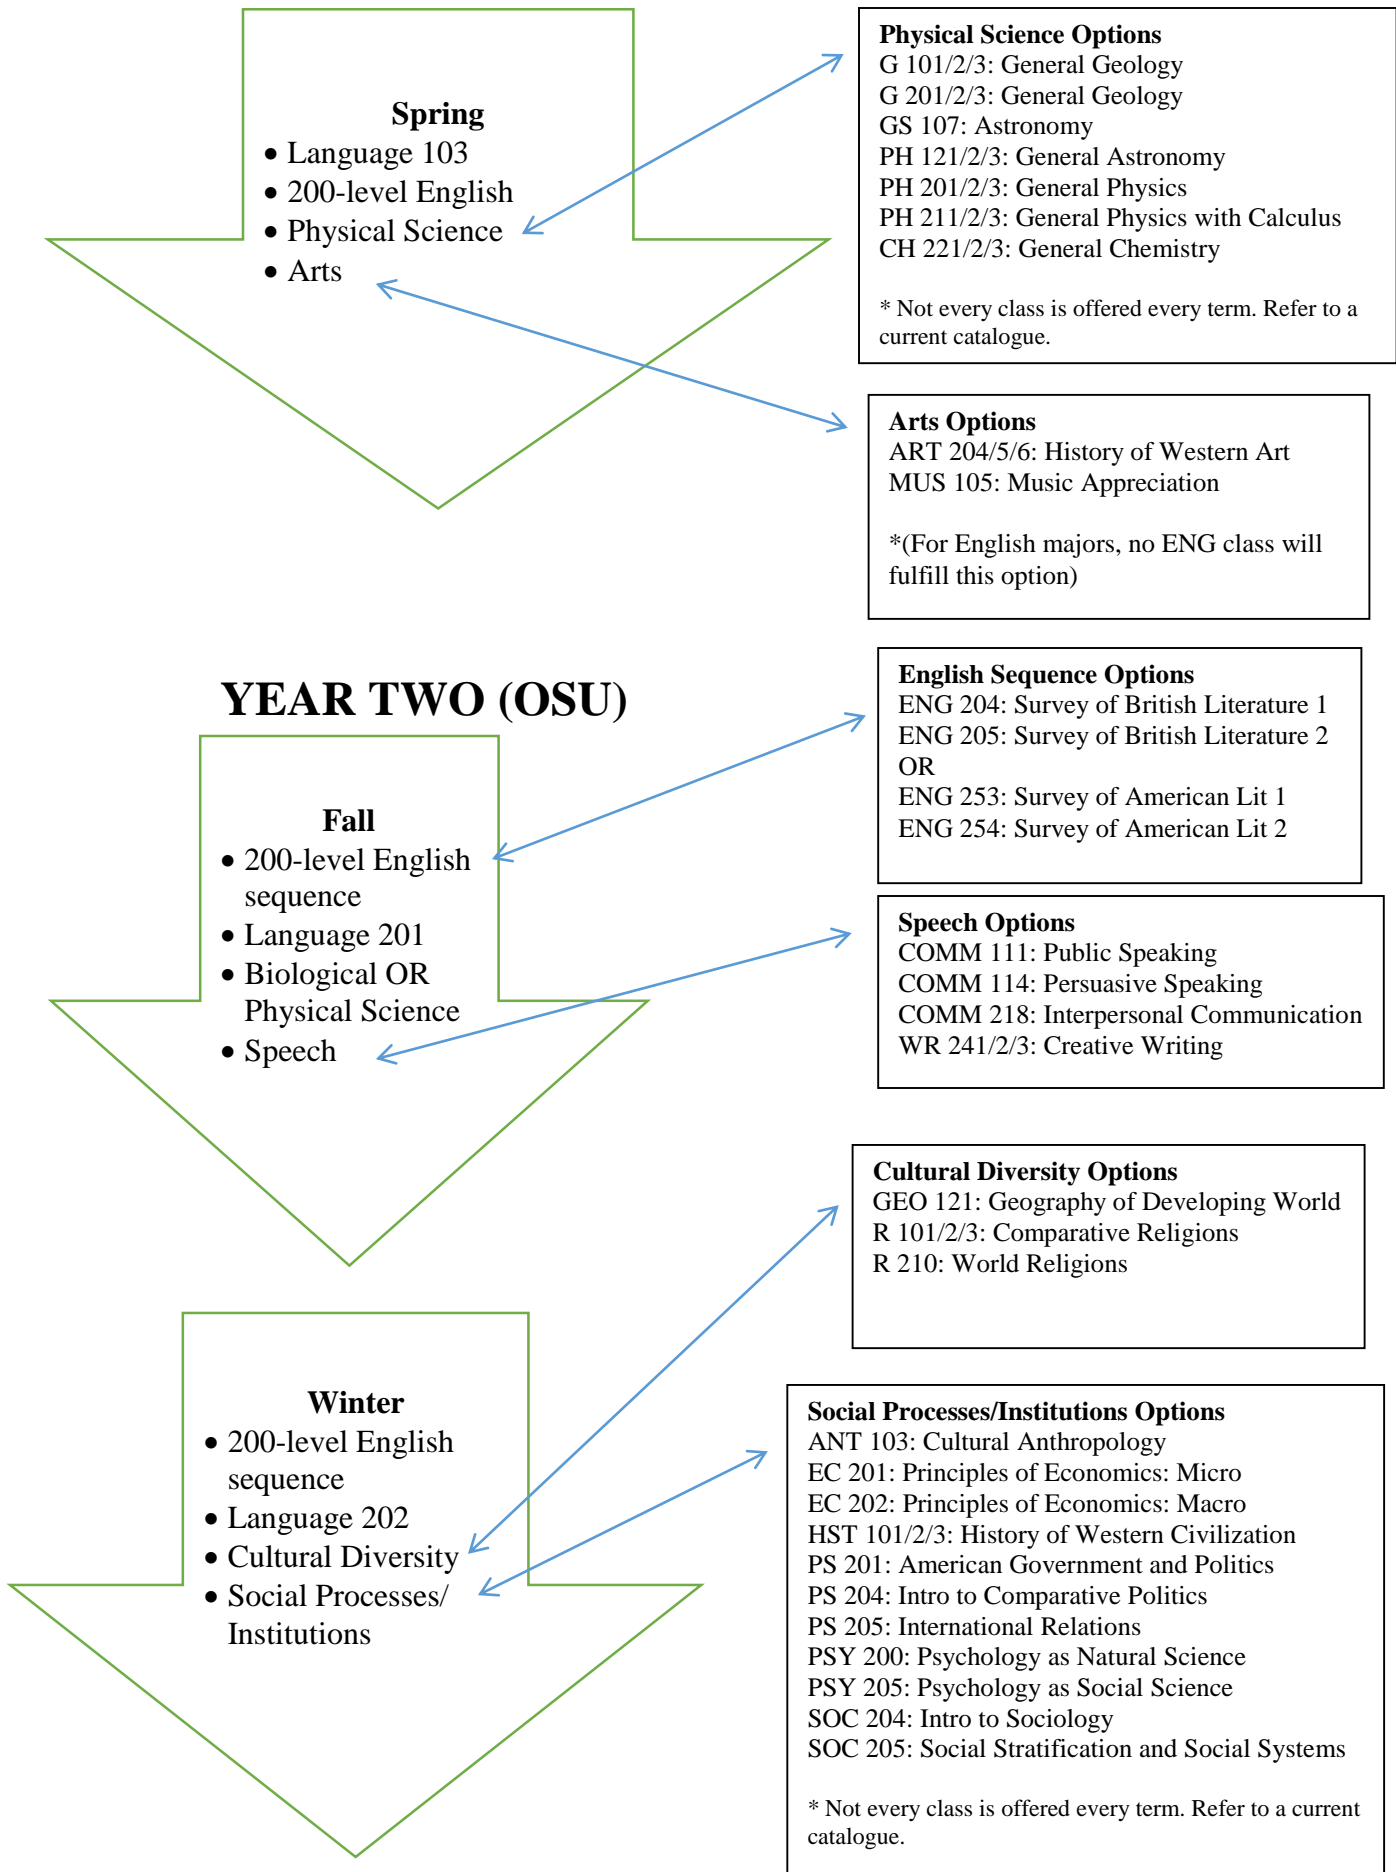 Spring
• Language 103
• 200-level English
• Physical Science
• Arts
Physical Science Options
G 101/2/3: General Geology
G 201/2/3: General Geology
GS 107: Astronomy
PH 121/2/3: General Astronomy
PH 201/2/3: General Physics
PH 211/2/3: General Physics with Calculus
CH 221/2/3: General Chemistry
* Not every class is offered every term. Refer to a
current catalogue.
Arts Options
ART 204/5/6: History of Western Art
MUS 105: Music Appreciation
*(For English majors, no ENG class will
fulfill this option)
YEAR TWO (OSU)
Fall
• 200-level English
sequence
• Language 201
• Biological OR
Physical Science
• Speech
English Sequence Options
ENG 204: Survey of British Literature 1
ENG 205: Survey of British Literature 2
OR
ENG 253: Survey of American Lit 1
ENG 254: Survey of American Lit 2
Speech Options
COMM 111: Public Speaking
COMM 114: Persuasive Speaking
COMM 218: Interpersonal Communication
WR 241/2/3: Creative Writing
Winter
• 200-level English
sequence
• Language 202
• Cultural Diversity
• Social Processes/
Institutions
Cultural Diversity Options
GEO 121: Geography of Developing World
R 101/2/3: Comparative Religions
R 210: World Religions
Social Processes/Institutions Options
ANT 103: Cultural Anthropology
EC 201: Principles of Economics: Micro
EC 202: Principles of Economics: Macro
HST 101/2/3: History of Western Civilization
PS 201: American Government and Politics
PS 204: Intro to Comparative Politics
PS 205: International Relations
PSY 200: Psychology as Natural Science
PSY 205: Psychology as Social Science
SOC 204: Intro to Sociology
SOC 205: Social Stratification and Social Systems
* Not every class is offered every term. Refer to a current
catalogue.